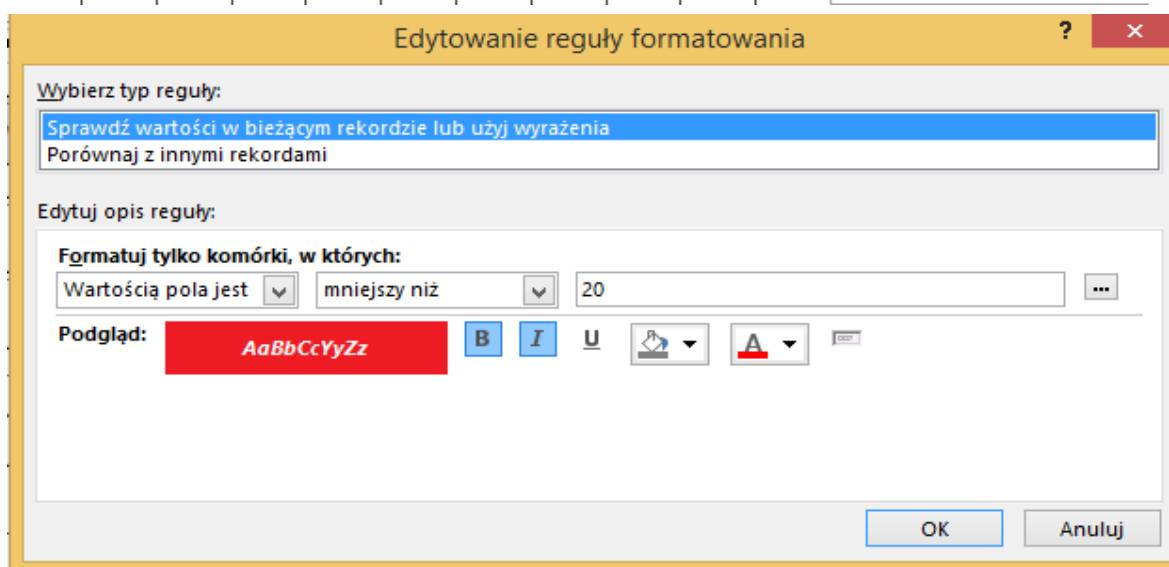 Edytowanie reguły formatowania
? ×
Wybierz typ reguły:
Sprawdź wartości w bieżącym rekordzie lub użyj wyrażenia
Porównaj z innymi rekordami
Edytuj opis reguły:
Formatuj tylko komórki, w których:
Wartością pola jest mniejszy niż 20 ...
Podgląd: AaBbCcYyZz B I U A
OK Anuluj